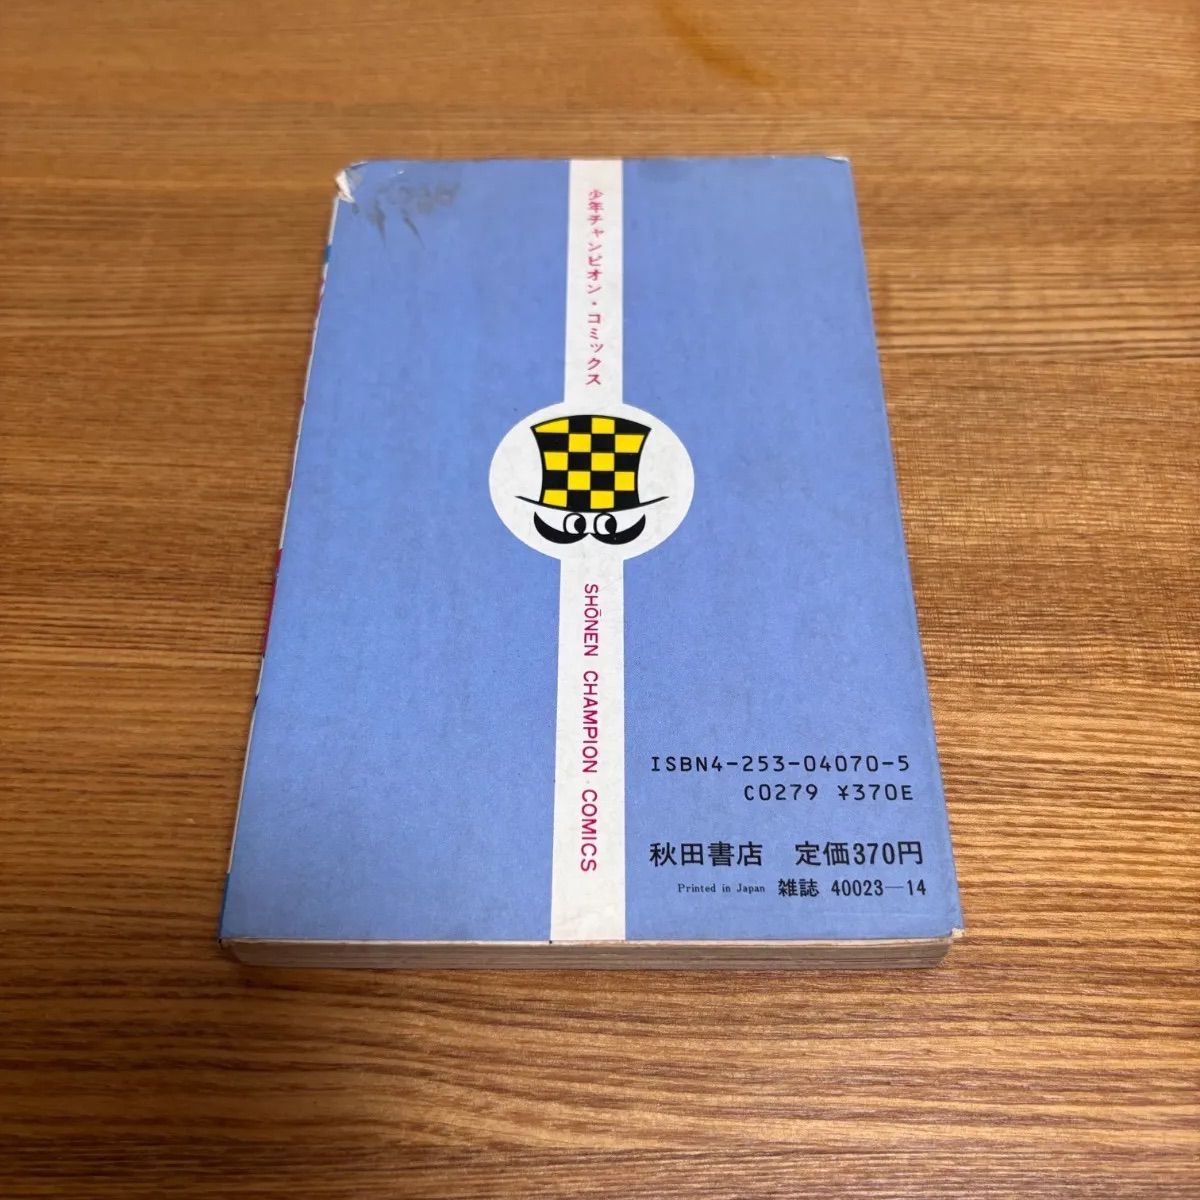 少年チャンピオン・コミックス
SHŌNEN CHAMPION COMICS
ISBN4-253-04070-5
C0279 ¥370E
秋田書店 定価370円
Printed in Japan 雑誌 40023—14